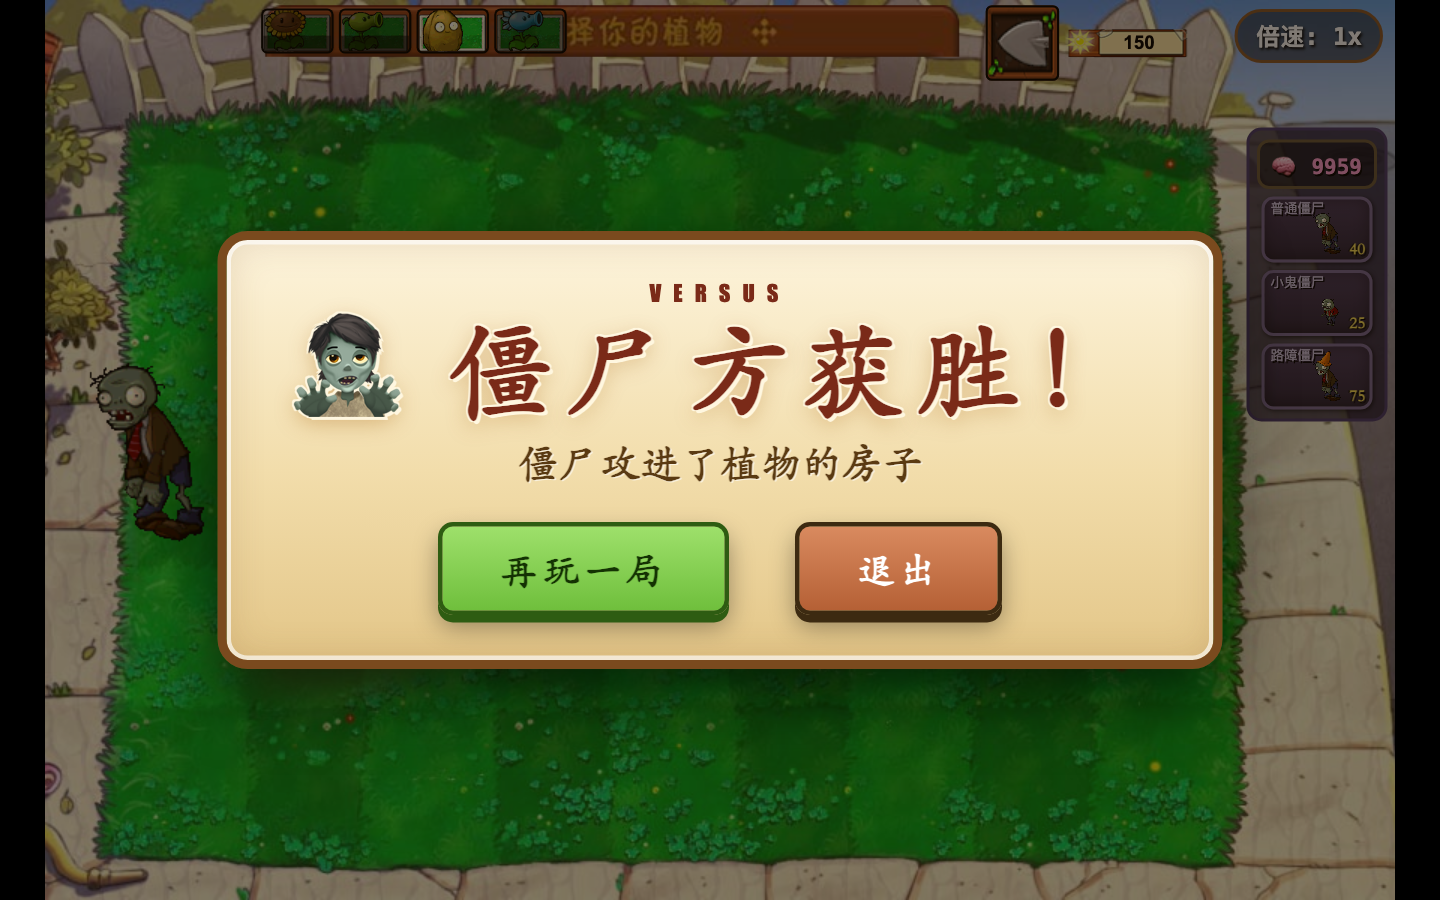 择你的植物
150
倍速: 1x
9959
普通僵尸
40
小鬼僵尸
25
路障僵尸
75
VERSUS
僵尸方获胜!
僵尸攻进了植物的房子
再玩一局
退出